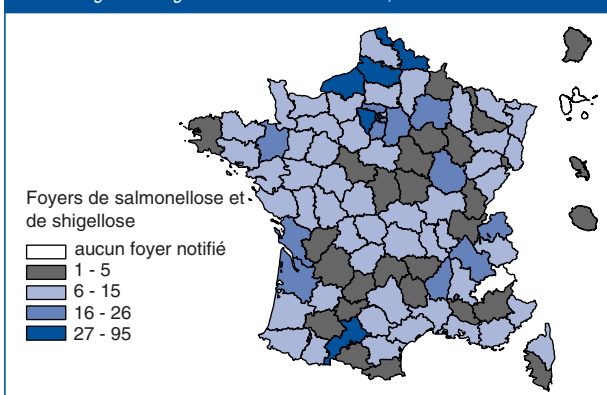 Foyers de salmonellose et
de shigellose
aucun foyer notifié
1 - 5
6 - 15
16 - 26
27 - 95